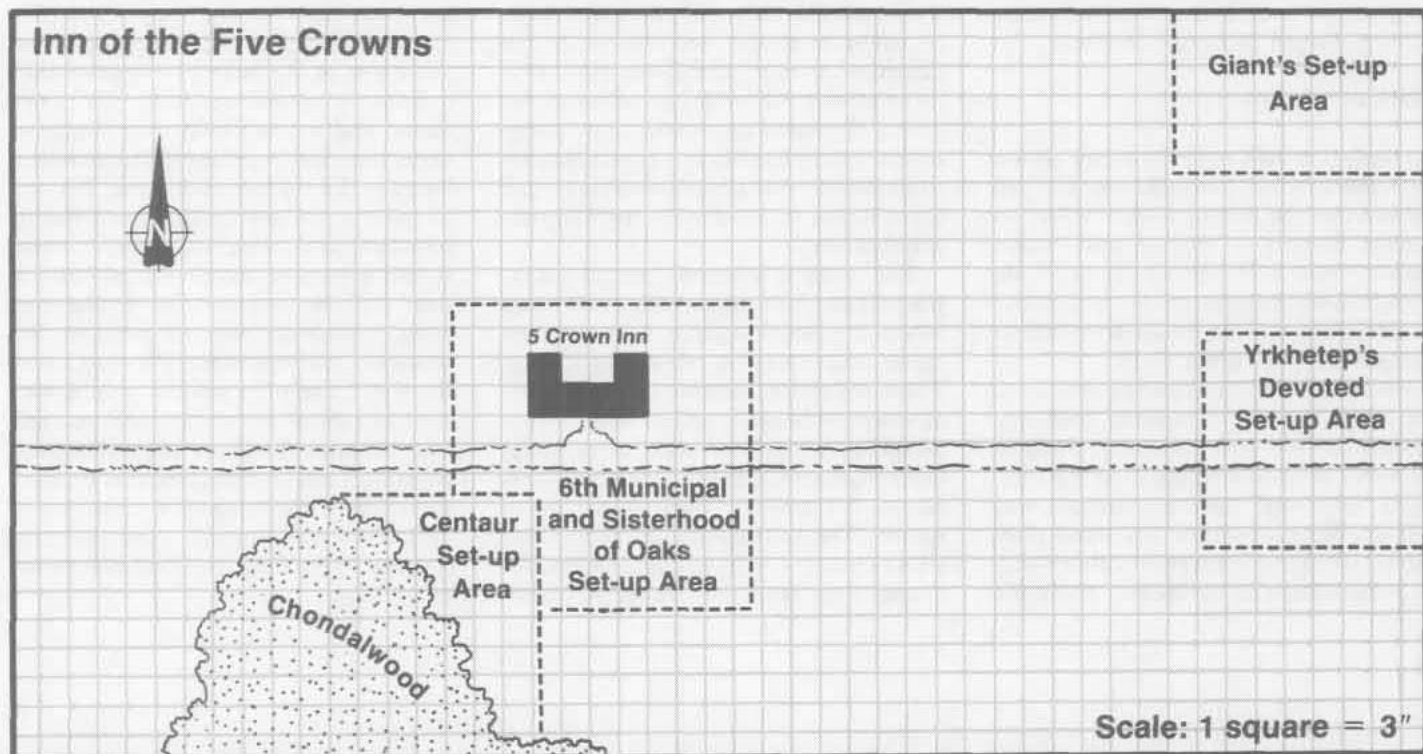 Inn of the Five Crowns
Giant's Set-up
Area
N
5 Crown Inn
Yrkhetep's
Devoted
Set-up Area
Centaur
Set-up
Area
6th Municipal
and Sisterhood
of Oaks
Set-up Area
Chondalwood
Scale: 1 square = 3"